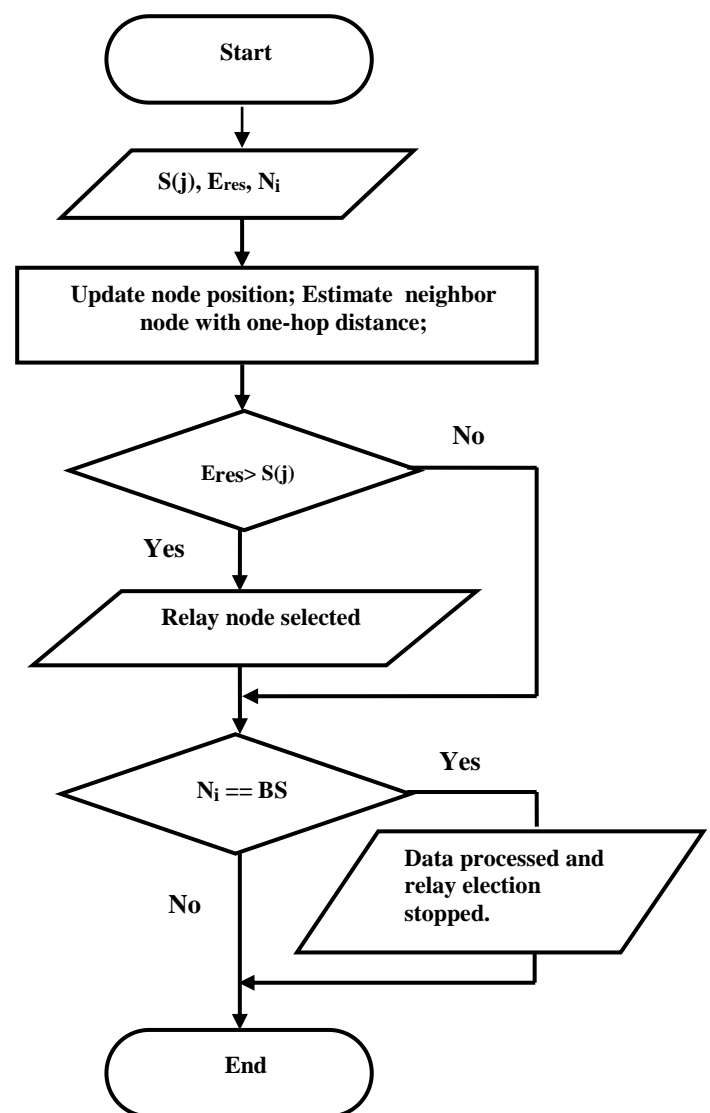 Start
S(j), Eres, Ni
Update node position; Estimate neighbor
node with one-hop distance;
No
Eres> S(j)
Yes
Relay node selected
Yes
Ni == BS
Data processed and
relay election
stopped.
No
End